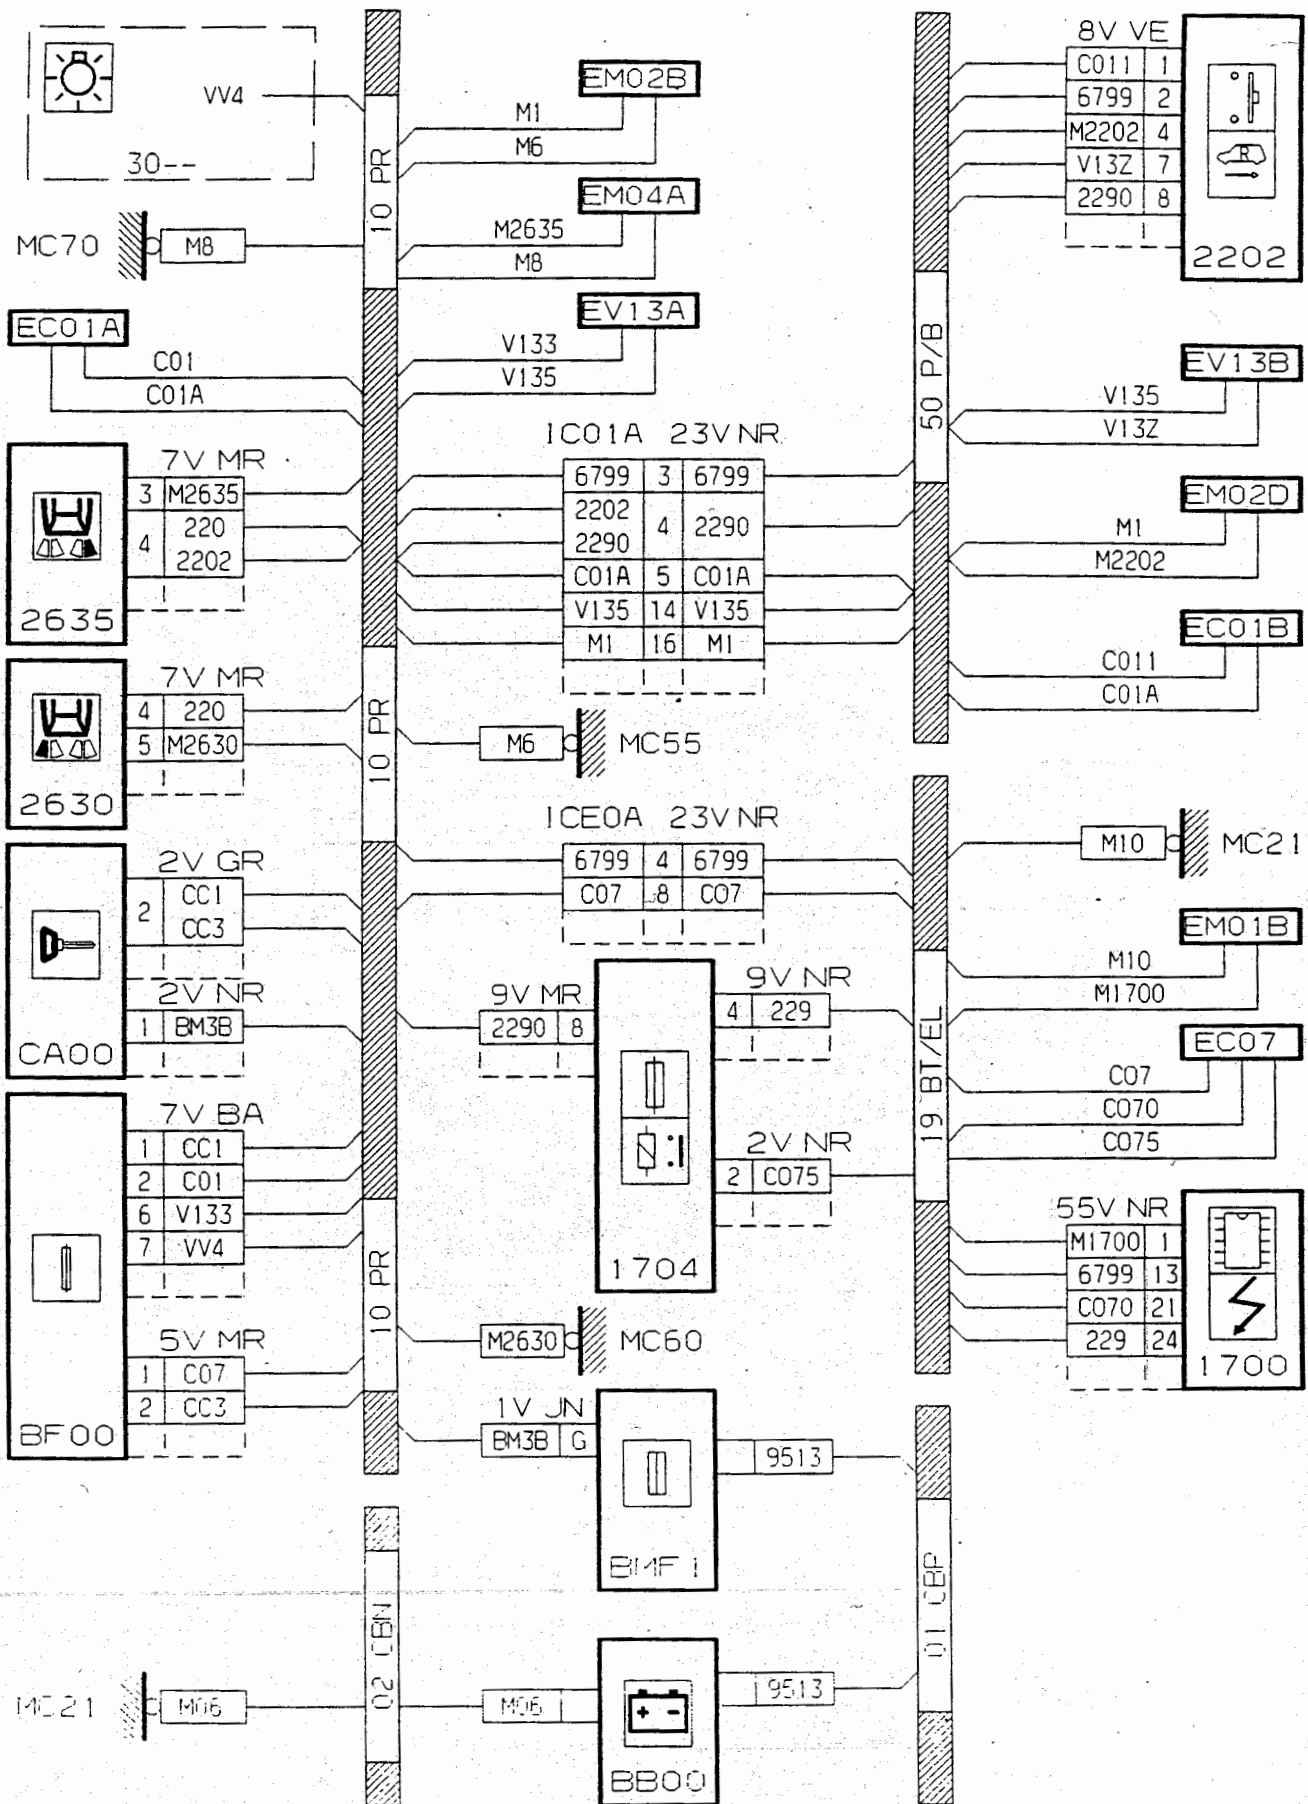 VV4
30--
10 PR
MC70
M8
EC01A
C01
C01A
7V MR
3 M2635
4 220
2202
2635
7V MR
4 220
5 M2630
2630
2V GR
2 CC1
CC3
2V NR
1 BM3B
CA00
7V BA
1 CC1
2 C01
6 V133
7 VV4
5V MR
1 C07
2 CC3
BF00
10 PR
10 PR
02 CBN
MC21
M06
EM02B
M1
M6
EM04A
M2635
M8
EV13A
V133
V135
IC01A 23V NR
6799 3 6799
2202
4 2290
2290
C01A 5 C01A
V135 14 V135
M1 16 M1
M6 MC55
ICE0A 23V NR
6799 4 6799
C07 8 C07
9V MR
2290 8
9V NR
4 229
2V NR
2 C075
1704
M2630 MC60
1V JN
BM3B G
9513
BMF1
M06
9513
BB00
8V VE
C011 1
6799 2
M2202 4
V13Z 7
2290 8
2202
50 P/B
EV13B
V135
V13Z
EM02D
M1
M2202
EC01B
C011
C01A
M10 MC21
EM01B
M10
M1700
EC07
C07
C070
C075
19 BT/EL
55V NR
M1700 1
6799 13
C070 21
229 24
1700
01 CBP